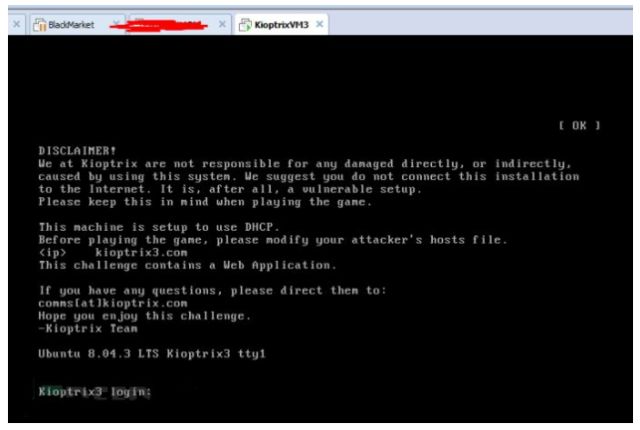 BlackMarket
KioptrixVM3
[ OK ]
DISCLAIMER!
We at Kioptrix are not responsible for any damaged directly, or indirectly,
caused by using this system. We suggest you do not connect this installation
to the Internet. It is, after all, a vulnerable setup.
Please keep this in mind when playing the game.
This machine is setup to use DHCP.
Before playing the game, please modify your attacker's hosts file.
<ip> kioptrix3.com
This challenge contains a Web Application.
If you have any questions, please direct them to:
comms[at]kioptrix.com
Hope you enjoy this challenge.
-Kioptrix Team
Ubuntu 8.04.3 LTS Kioptrix3 tty1
Kioptrix3 login: